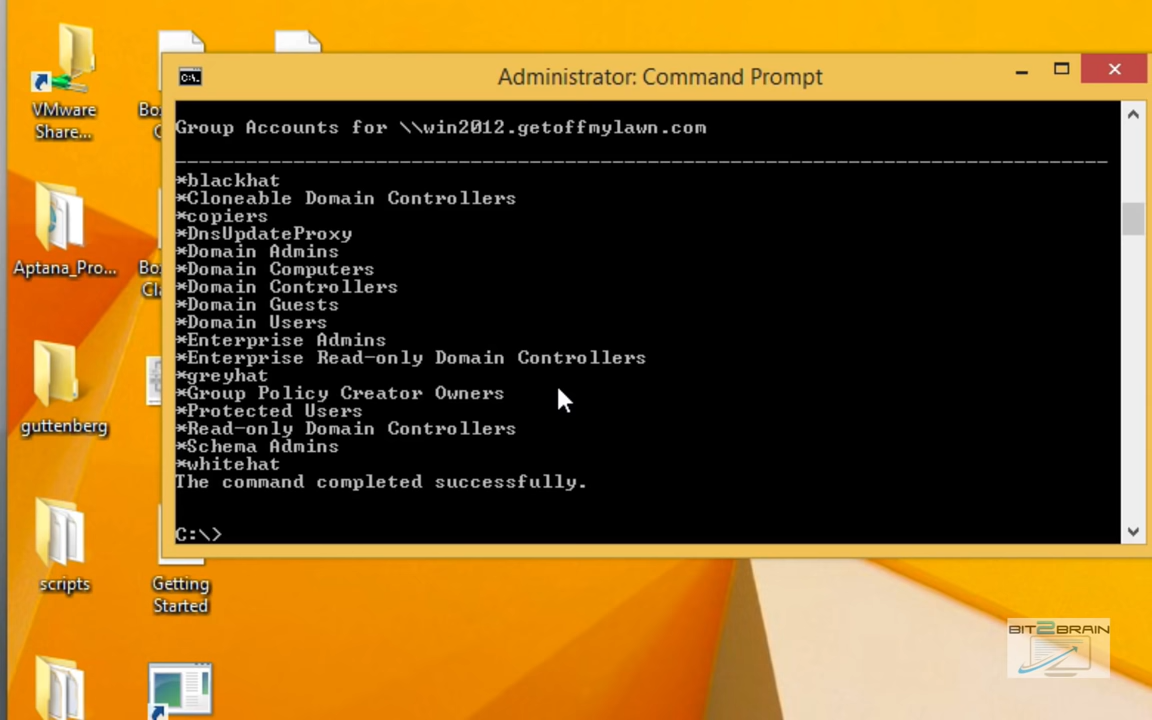 Administrator: Command Prompt
Group Accounts for \\win2012.getoffmylawn.com
-------------------------------------------------------------------------------
*blackhat
*Cloneable Domain Controllers
*copiers
*DnsUpdateProxy
*Domain Admins
*Domain Computers
*Domain Controllers
*Domain Guests
*Domain Users
*Enterprise Admins
*Enterprise Read-only Domain Controllers
*greyhat
*Group Policy Creator Owners
*Protected Users
*Read-only Domain Controllers
*Schema Admins
*whitehat
The command completed successfully.
C:\>
VMware
Share...
Aptana_Pro...
guttenberg
scripts
Getting
Started
BIT2BRAIN